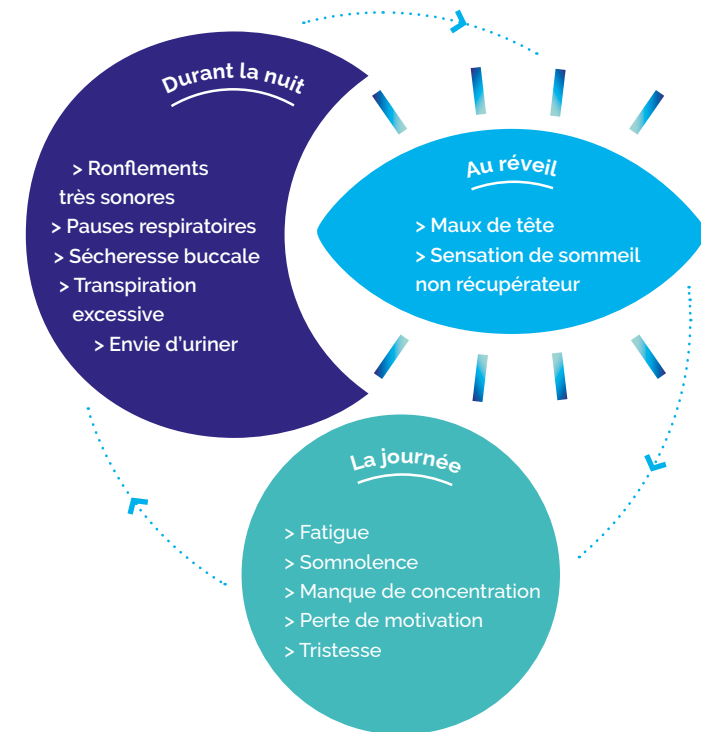 Durant la nuit
> Ronflements
très sonores
> Pauses respiratoires
> Sécheresse buccale
> Transpiration
excessive
> Envie d'uriner
Au réveil
> Maux de tête
> Sensation de sommeil
non récupérateur
La journée
> Fatigue
> Somnolence
> Manque de concentration
> Perte de motivation
> Tristesse